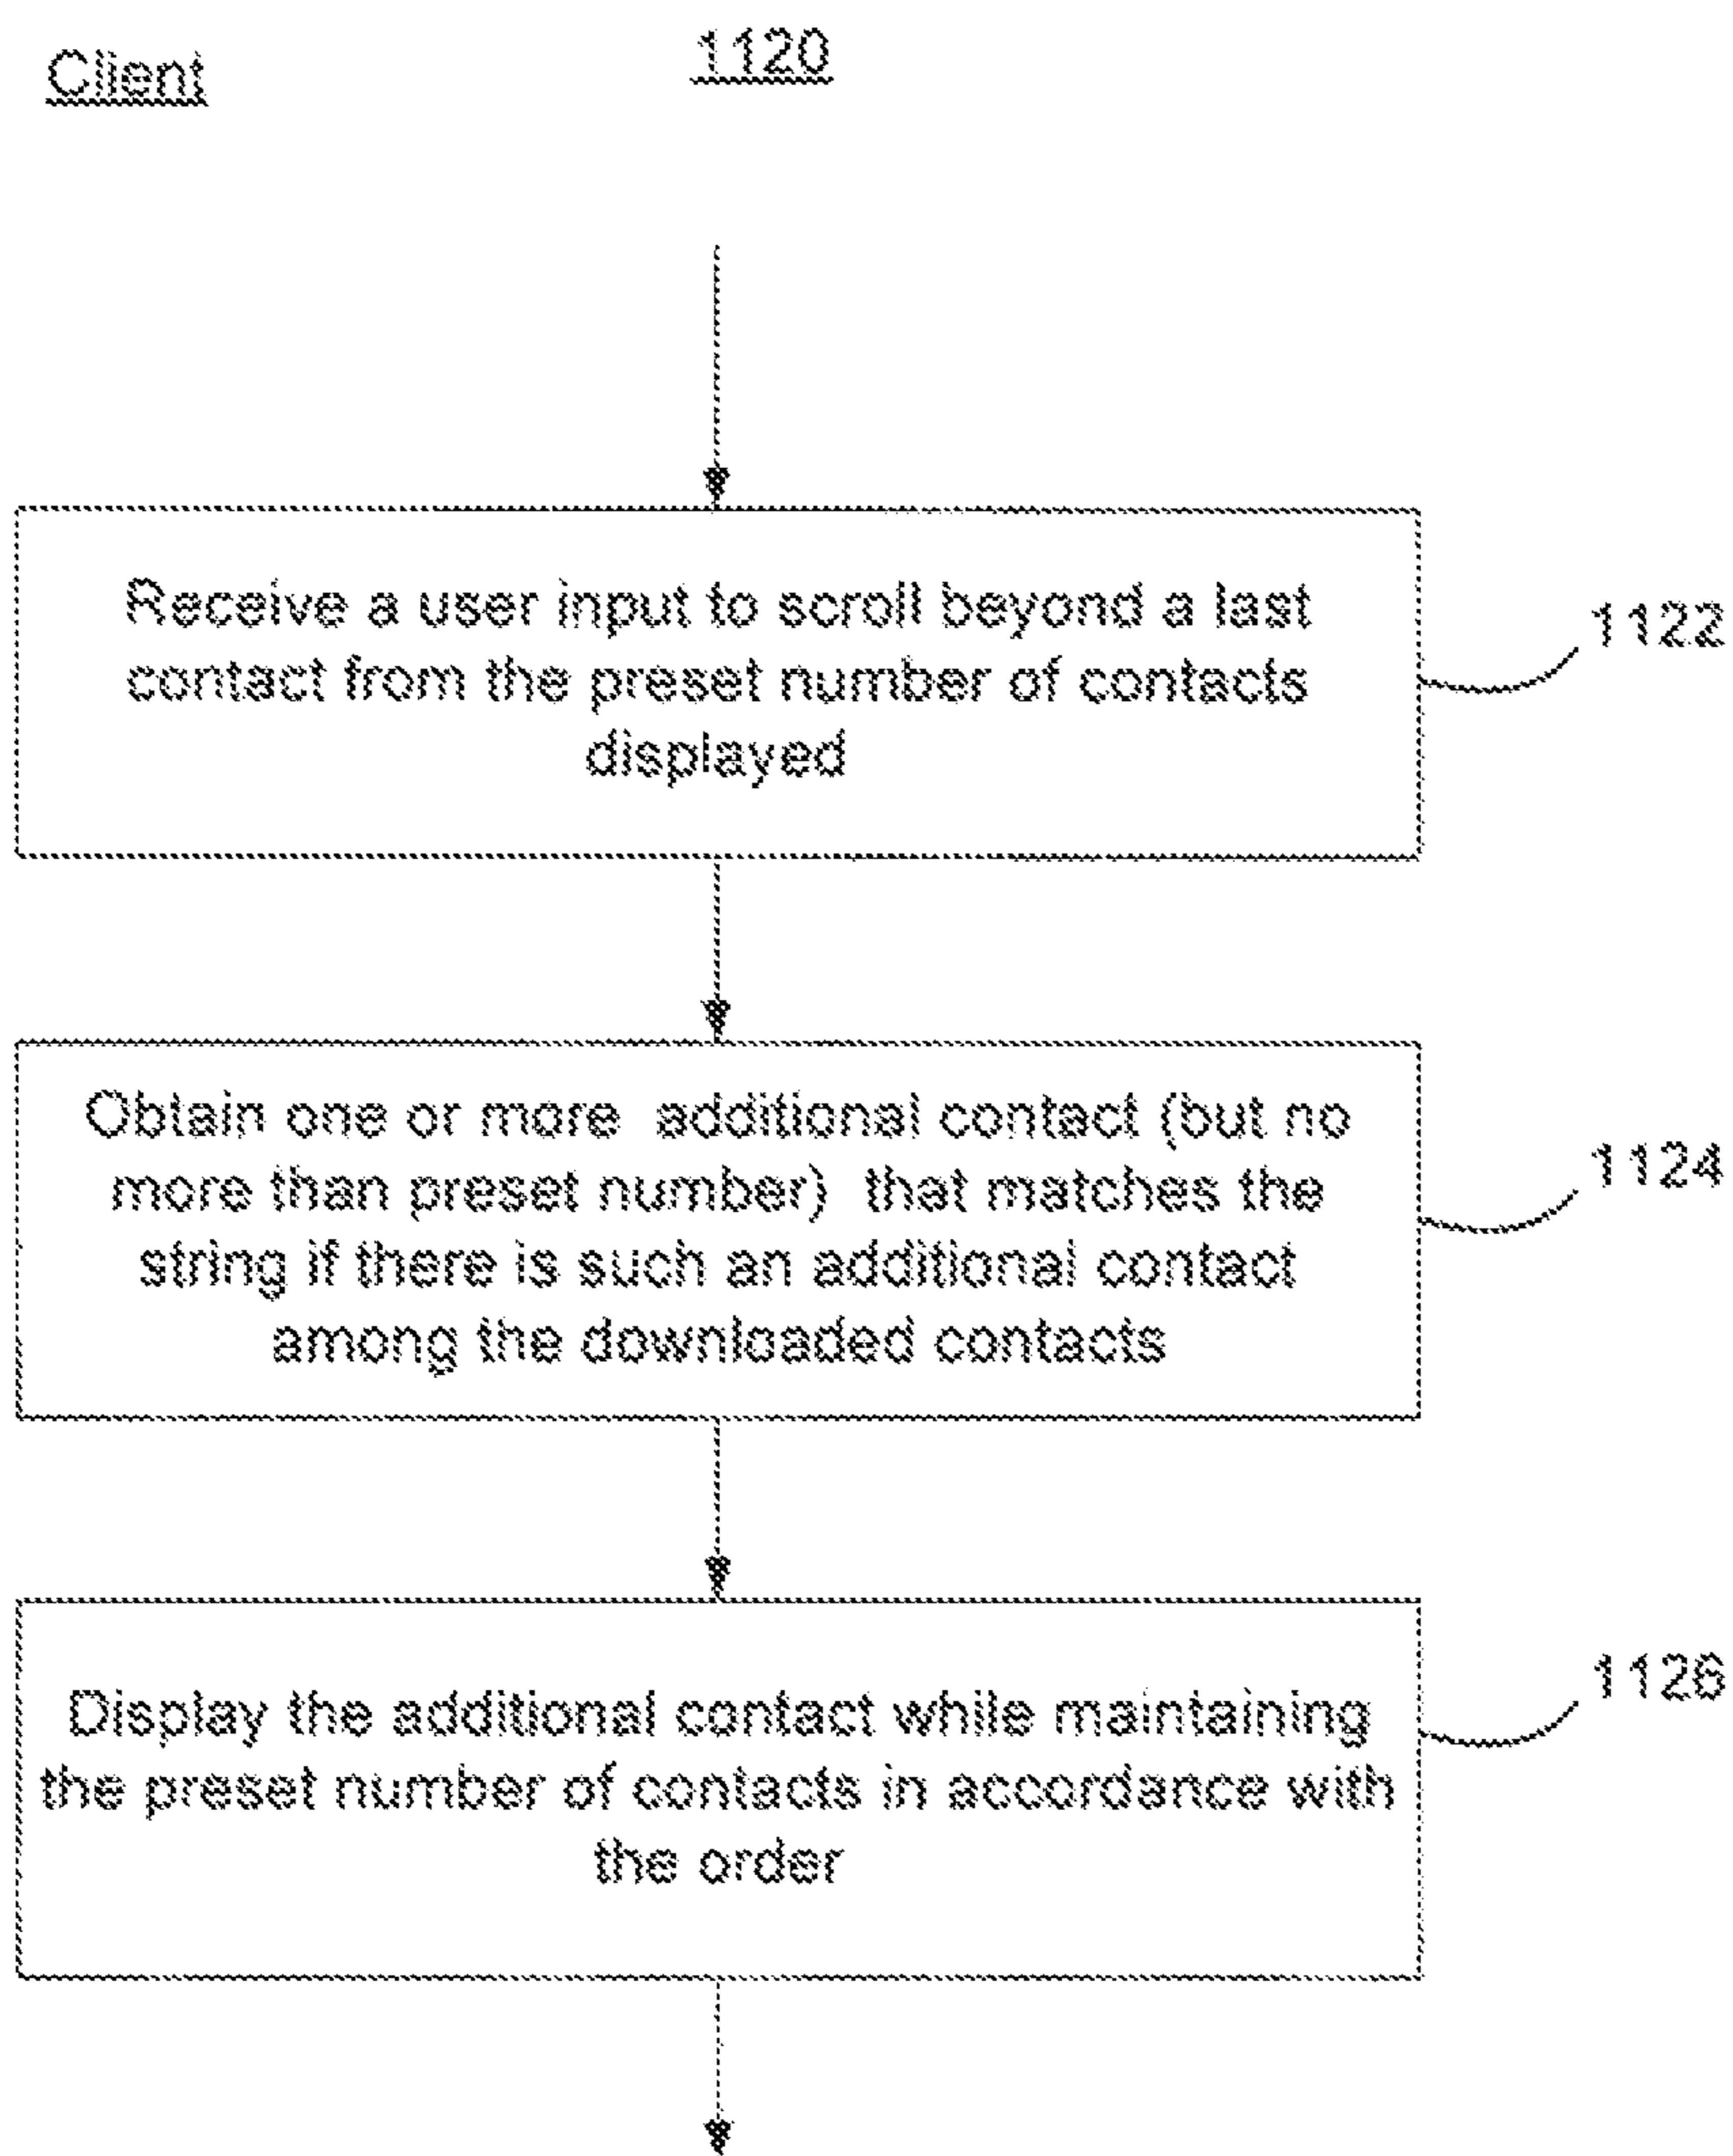 Client
1120
Receive a user input to scroll beyond a last
contact from the preset number of contacts
displayed
1122
Obtain one or more additional contact (but no
more than preset number) that matches the
string if there is such an additional contact
among the downloaded contacts
1124
Display the additional contact while maintaining
the preset number of contacts in accordance with
the order
1126